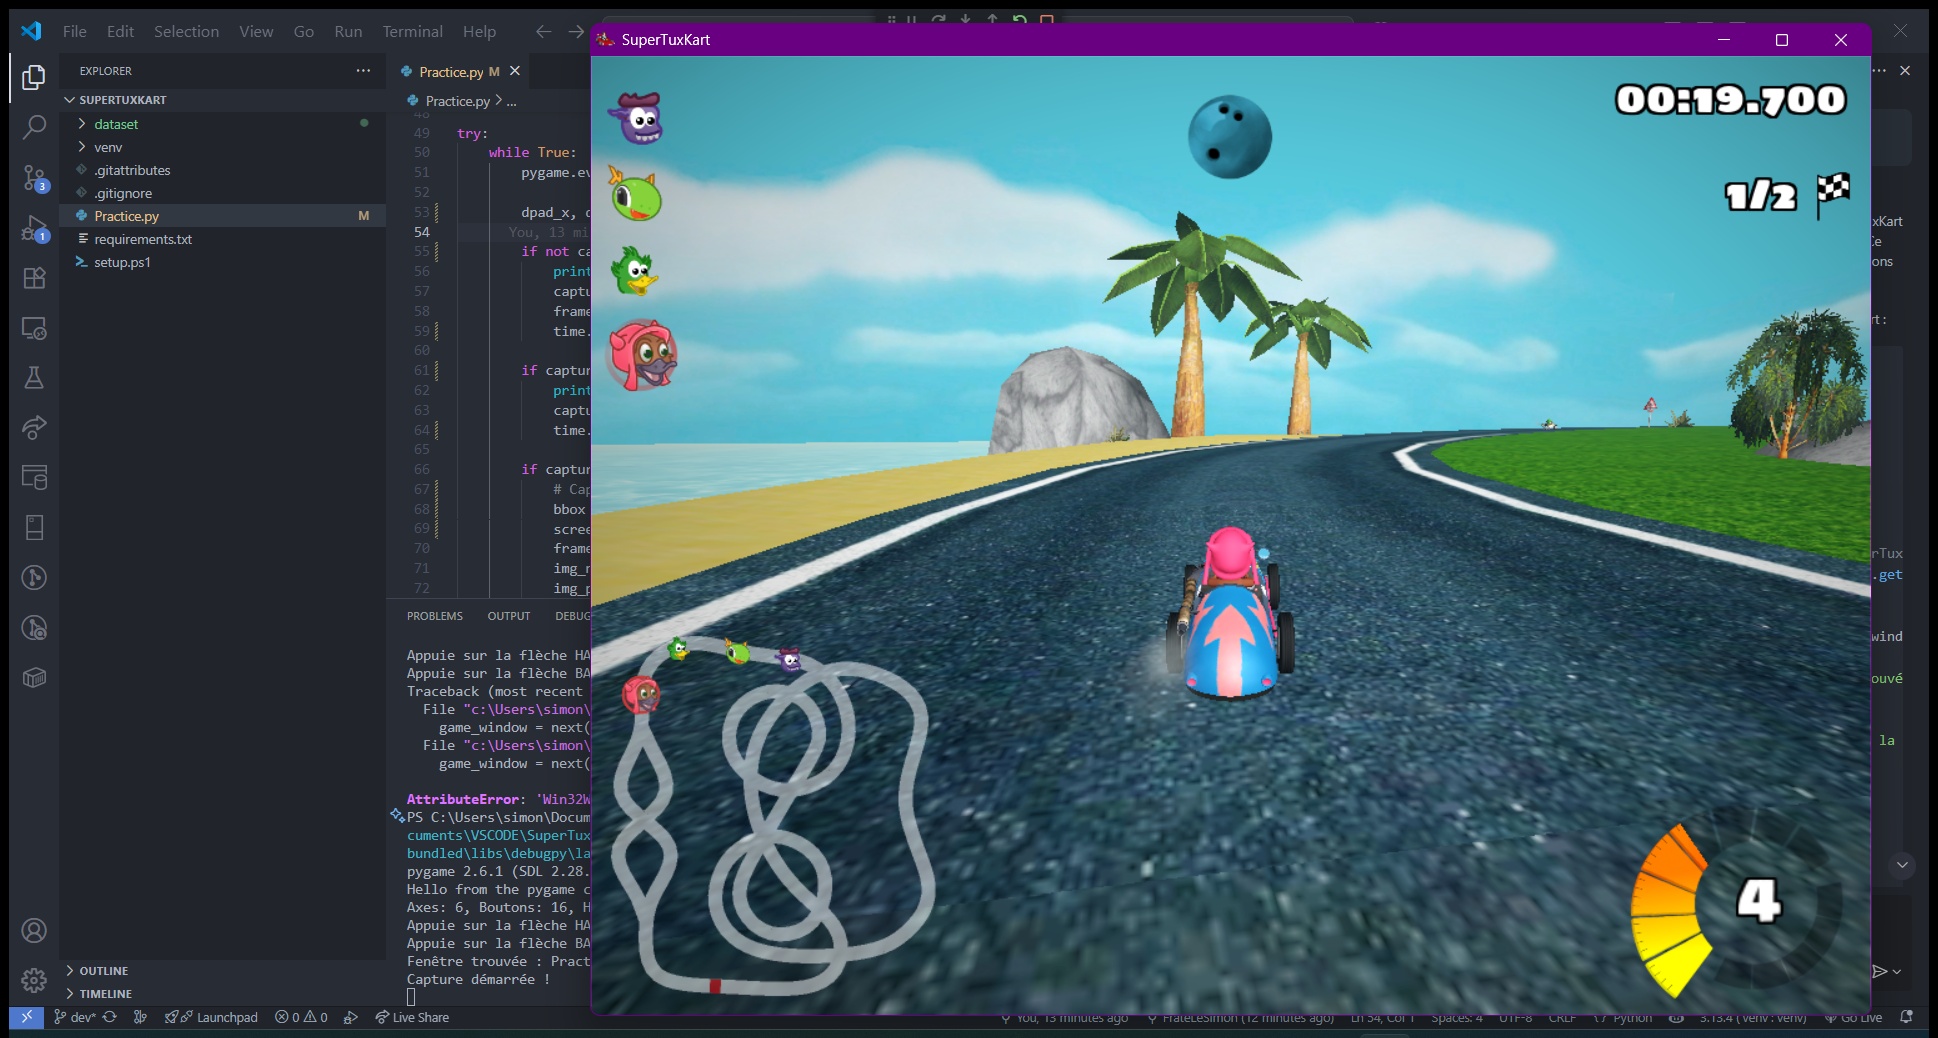 File Edit Selection View Go Run Terminal Help
SuperTuxKart
EXPLORER
SUPERTUXKART
dataset
venv
.gitattributes
.gitignore
Practice.py M
requirements.txt
setup.ps1
OUTLINE
TIMELINE
3
1
Practice.py M
Practice.py > ...
48
49 try:
50 while True:
51 pygame.ev
52
53 dpad_x, d
54 You, 13 mi
55 if not ca
56 print
57 captu
58 frame
59 time.
60
61 if captur
62 print
63 captu
64 time.
65
66 if captur
67 # Cap
68 bbox
69 scree
70 frame
71 img_r
72 img_p
PROBLEMS OUTPUT DEBUG
Appuie sur la flèche HA
Appuie sur la flèche BA
Traceback (most recent
File "c:\Users\simon\
game_window = next(
File "c:\Users\simon\
game_window = next(
AttributeError: 'Win32W
PS C:\Users\simon\Docum
cuments\VSCODE\SuperTux
bundled\libs\debugpy\la
pygame 2.6.1 (SDL 2.28.
Hello from the pygame c
Axes: 6, Boutons: 16, H
Appuie sur la flèche HA
Appuie sur la flèche BA
Fenêtre trouvée : Pract
Capture démarrée !
00:19.700
1/2
4
uxKart
ons
rt:
rTux
.get
wind
ouvé
la
dev* Launchpad 0 0 Live Share
You, 13 minutes ago FrateLeSimon (12 minutes ago) Ln 54, Col 1 Spaces: 4 UTF-8 CRLF Python 3.13.4 (venv: venv) Go Live